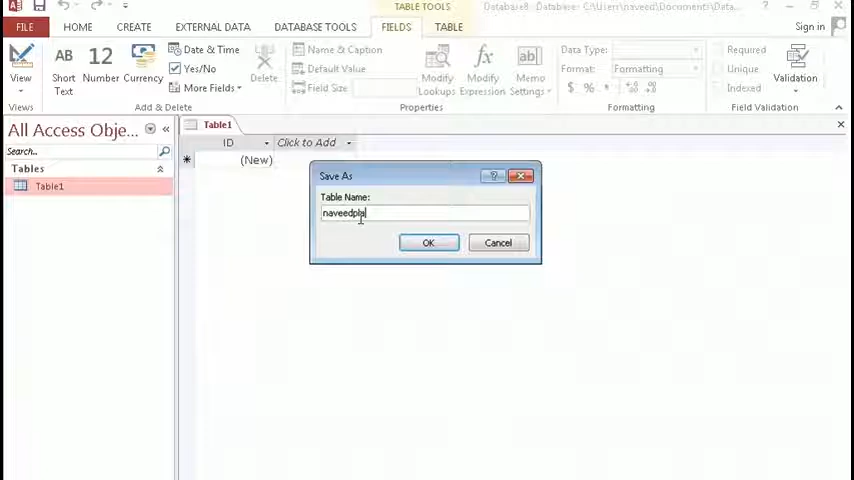 TABLE TOOLS
Database8 : Database- C:\Users\naveed\Documents\Data...
FILE HOME CREATE EXTERNAL DATA DATABASE TOOLS FIELDS TABLE Sign in
View
Views
AB Short Text
12 Number
Currency
Date & Time
Yes/No
More Fields
Delete
Add & Delete
Name & Caption
Default Value
Field Size
Modify Lookups
fx Modify Expression
ab Memo Settings
Properties
Data Type:
Format: Formatting
$ %
Formatting
Required
Unique
Indexed
Validation
Field Validation
All Access Obje...
Search..
Tables
Table1
Table1
ID Click to Add
(New)
Save As
Table Name:
naveedpla
OK Cancel